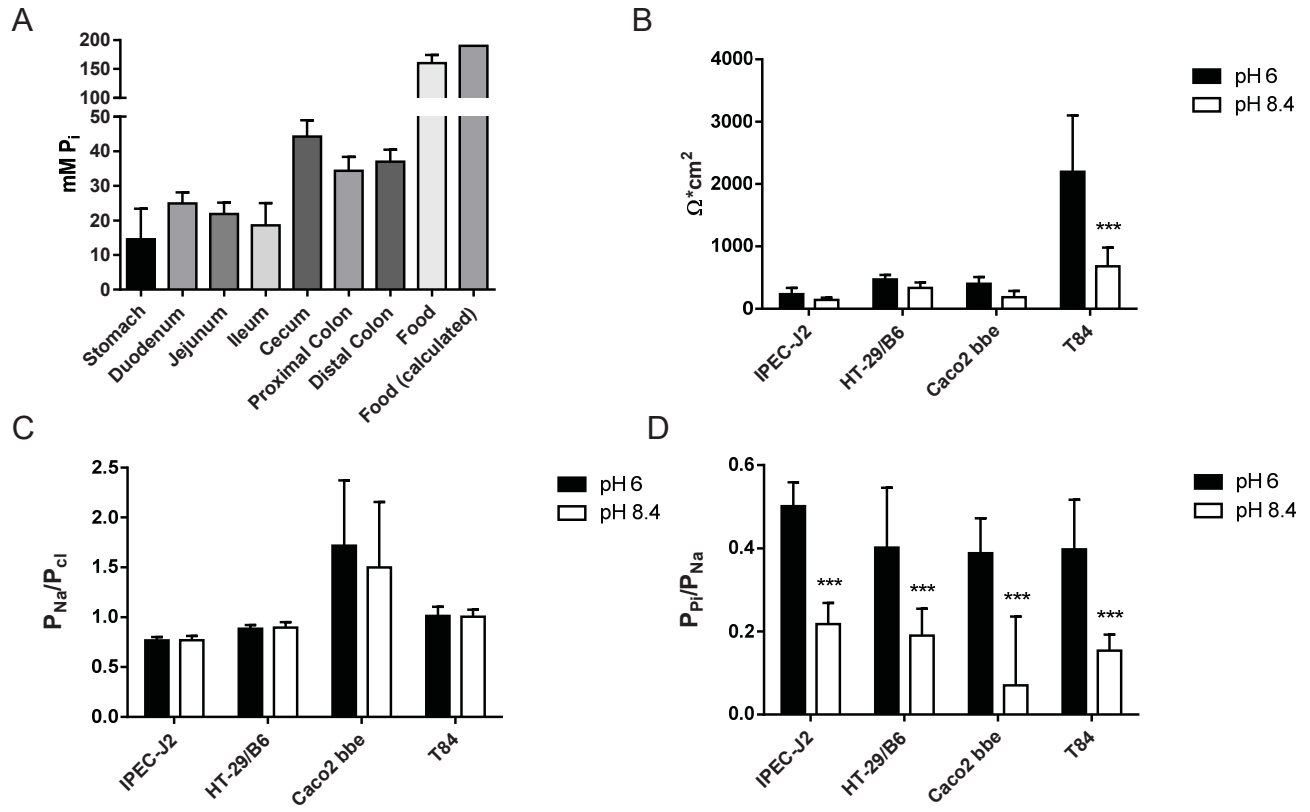 A
mM Pi
200
150
100
50
40
30
20
10
0
Stomach
Duodenum
Jejunum
Ileum
Cecum
Proximal Colon
Distal Colon
Food
Food (calculated)
B
Ω*cm²
4000
3000
2000
1000
0
***
IPEC-J2
HT-29/B6
Caco2 bbe
T84
pH 6
pH 8.4
C
PNa/PCl
2.5
2.0
1.5
1.0
0.5
0.0
IPEC-J2
HT-29/B6
Caco2 bbe
T84
pH 6
pH 8.4
D
PPi/PNa
0.6
0.4
0.2
0.0
***
***
***
***
IPEC-J2
HT-29/B6
Caco2 bbe
T84
pH 6
pH 8.4